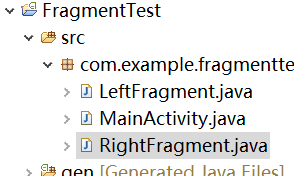 FragmentTest
src
com.example.fragmentte
LeftFragment.java
MainActivity.java
RightFragment.java
gen [Generated Java Files]